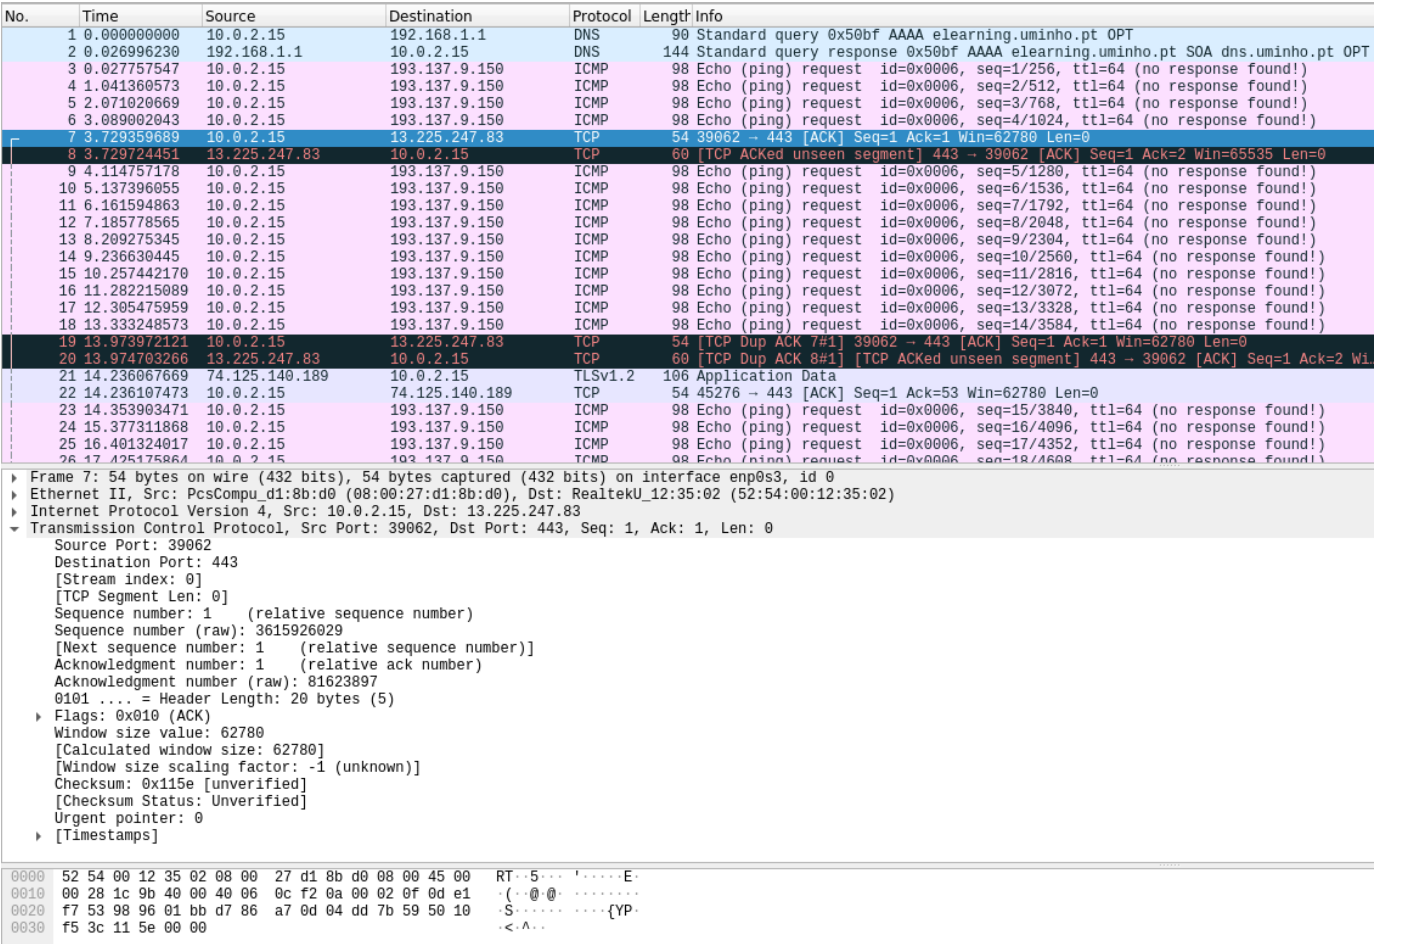 No. Time Source Destination Protocol Length Info
1 0.000000000 10.0.2.15 192.168.1.1 DNS 90 Standard query 0x50bf AAAA elearning.uminho.pt OPT
2 0.026996230 192.168.1.1 10.0.2.15 DNS 144 Standard query response 0x50bf AAAA elearning.uminho.pt SOA dns.uminho.pt OPT
3 0.027757547 10.0.2.15 193.137.9.150 ICMP 98 Echo (ping) request id=0x0006, seq=1/256, ttl=64 (no response found!)
4 1.041360573 10.0.2.15 193.137.9.150 ICMP 98 Echo (ping) request id=0x0006, seq=2/512, ttl=64 (no response found!)
5 2.071020669 10.0.2.15 193.137.9.150 ICMP 98 Echo (ping) request id=0x0006, seq=3/768, ttl=64 (no response found!)
6 3.089002043 10.0.2.15 193.137.9.150 ICMP 98 Echo (ping) request id=0x0006, seq=4/1024, ttl=64 (no response found!)
7 3.729359689 10.0.2.15 13.225.247.83 TCP 54 39062 → 443 [ACK] Seq=1 Ack=1 Win=62780 Len=0
8 3.729724451 13.225.247.83 10.0.2.15 TCP 60 [TCP ACKed unseen segment] 443 → 39062 [ACK] Seq=1 Ack=2 Win=65535 Len=0
9 4.114757178 10.0.2.15 193.137.9.150 ICMP 98 Echo (ping) request id=0x0006, seq=5/1280, ttl=64 (no response found!)
10 5.137396055 10.0.2.15 193.137.9.150 ICMP 98 Echo (ping) request id=0x0006, seq=6/1536, ttl=64 (no response found!)
11 6.161594863 10.0.2.15 193.137.9.150 ICMP 98 Echo (ping) request id=0x0006, seq=7/1792, ttl=64 (no response found!)
12 7.185778565 10.0.2.15 193.137.9.150 ICMP 98 Echo (ping) request id=0x0006, seq=8/2048, ttl=64 (no response found!)
13 8.209275345 10.0.2.15 193.137.9.150 ICMP 98 Echo (ping) request id=0x0006, seq=9/2304, ttl=64 (no response found!)
14 9.236630445 10.0.2.15 193.137.9.150 ICMP 98 Echo (ping) request id=0x0006, seq=10/2560, ttl=64 (no response found!)
15 10.257442170 10.0.2.15 193.137.9.150 ICMP 98 Echo (ping) request id=0x0006, seq=11/2816, ttl=64 (no response found!)
16 11.282215089 10.0.2.15 193.137.9.150 ICMP 98 Echo (ping) request id=0x0006, seq=12/3072, ttl=64 (no response found!)
17 12.305475959 10.0.2.15 193.137.9.150 ICMP 98 Echo (ping) request id=0x0006, seq=13/3328, ttl=64 (no response found!)
18 13.333248573 10.0.2.15 193.137.9.150 ICMP 98 Echo (ping) request id=0x0006, seq=14/3584, ttl=64 (no response found!)
19 13.973972121 10.0.2.15 13.225.247.83 TCP 54 [TCP Dup ACK 7#1] 39062 → 443 [ACK] Seq=1 Ack=1 Win=62780 Len=0
20 13.974703266 13.225.247.83 10.0.2.15 TCP 60 [TCP Dup ACK 8#1] [TCP ACKed unseen segment] 443 → 39062 [ACK] Seq=1 Ack=2 Wi…
21 14.236067669 74.125.140.189 10.0.2.15 TLSv1.2 106 Application Data
22 14.236107473 10.0.2.15 74.125.140.189 TCP 54 45276 → 443 [ACK] Seq=1 Ack=53 Win=62780 Len=0
23 14.353903471 10.0.2.15 193.137.9.150 ICMP 98 Echo (ping) request id=0x0006, seq=15/3840, ttl=64 (no response found!)
24 15.377311868 10.0.2.15 193.137.9.150 ICMP 98 Echo (ping) request id=0x0006, seq=16/4096, ttl=64 (no response found!)
25 16.401324017 10.0.2.15 193.137.9.150 ICMP 98 Echo (ping) request id=0x0006, seq=17/4352, ttl=64 (no response found!)
26 17.425175864 10.0.2.15 193.137.9.150 ICMP 98 Echo (ping) request id=0x0006, seq=18/4608, ttl=64 (no response found!)
Frame 7: 54 bytes on wire (432 bits), 54 bytes captured (432 bits) on interface enp0s3, id 0
Ethernet II, Src: PcsCompu_d1:8b:d0 (08:00:27:d1:8b:d0), Dst: RealtekU_12:35:02 (52:54:00:12:35:02)
Internet Protocol Version 4, Src: 10.0.2.15, Dst: 13.225.247.83
Transmission Control Protocol, Src Port: 39062, Dst Port: 443, Seq: 1, Ack: 1, Len: 0
Source Port: 39062
Destination Port: 443
[Stream index: 0]
[TCP Segment Len: 0]
Sequence number: 1 (relative sequence number)
Sequence number (raw): 3615926029
[Next sequence number: 1 (relative sequence number)]
Acknowledgment number: 1 (relative ack number)
Acknowledgment number (raw): 81623897
0101 .... = Header Length: 20 bytes (5)
Flags: 0x010 (ACK)
Window size value: 62780
[Calculated window size: 62780]
[Window size scaling factor: -1 (unknown)]
Checksum: 0x115e [unverified]
[Checksum Status: Unverified]
Urgent pointer: 0
[Timestamps]
0000 52 54 00 12 35 02 08 00 27 d1 8b d0 08 00 45 00 RT··5··· '·····E·
0010 00 28 1c 9b 40 00 40 06 0c f2 0a 00 02 0f 0d e1 ·(··@·@· ········
0020 f7 53 98 96 01 bb d7 86 a7 0d 04 dd 7b 59 50 10 ·S······ ····{YP·
0030 f5 3c 11 5e 00 00 ·<·^··